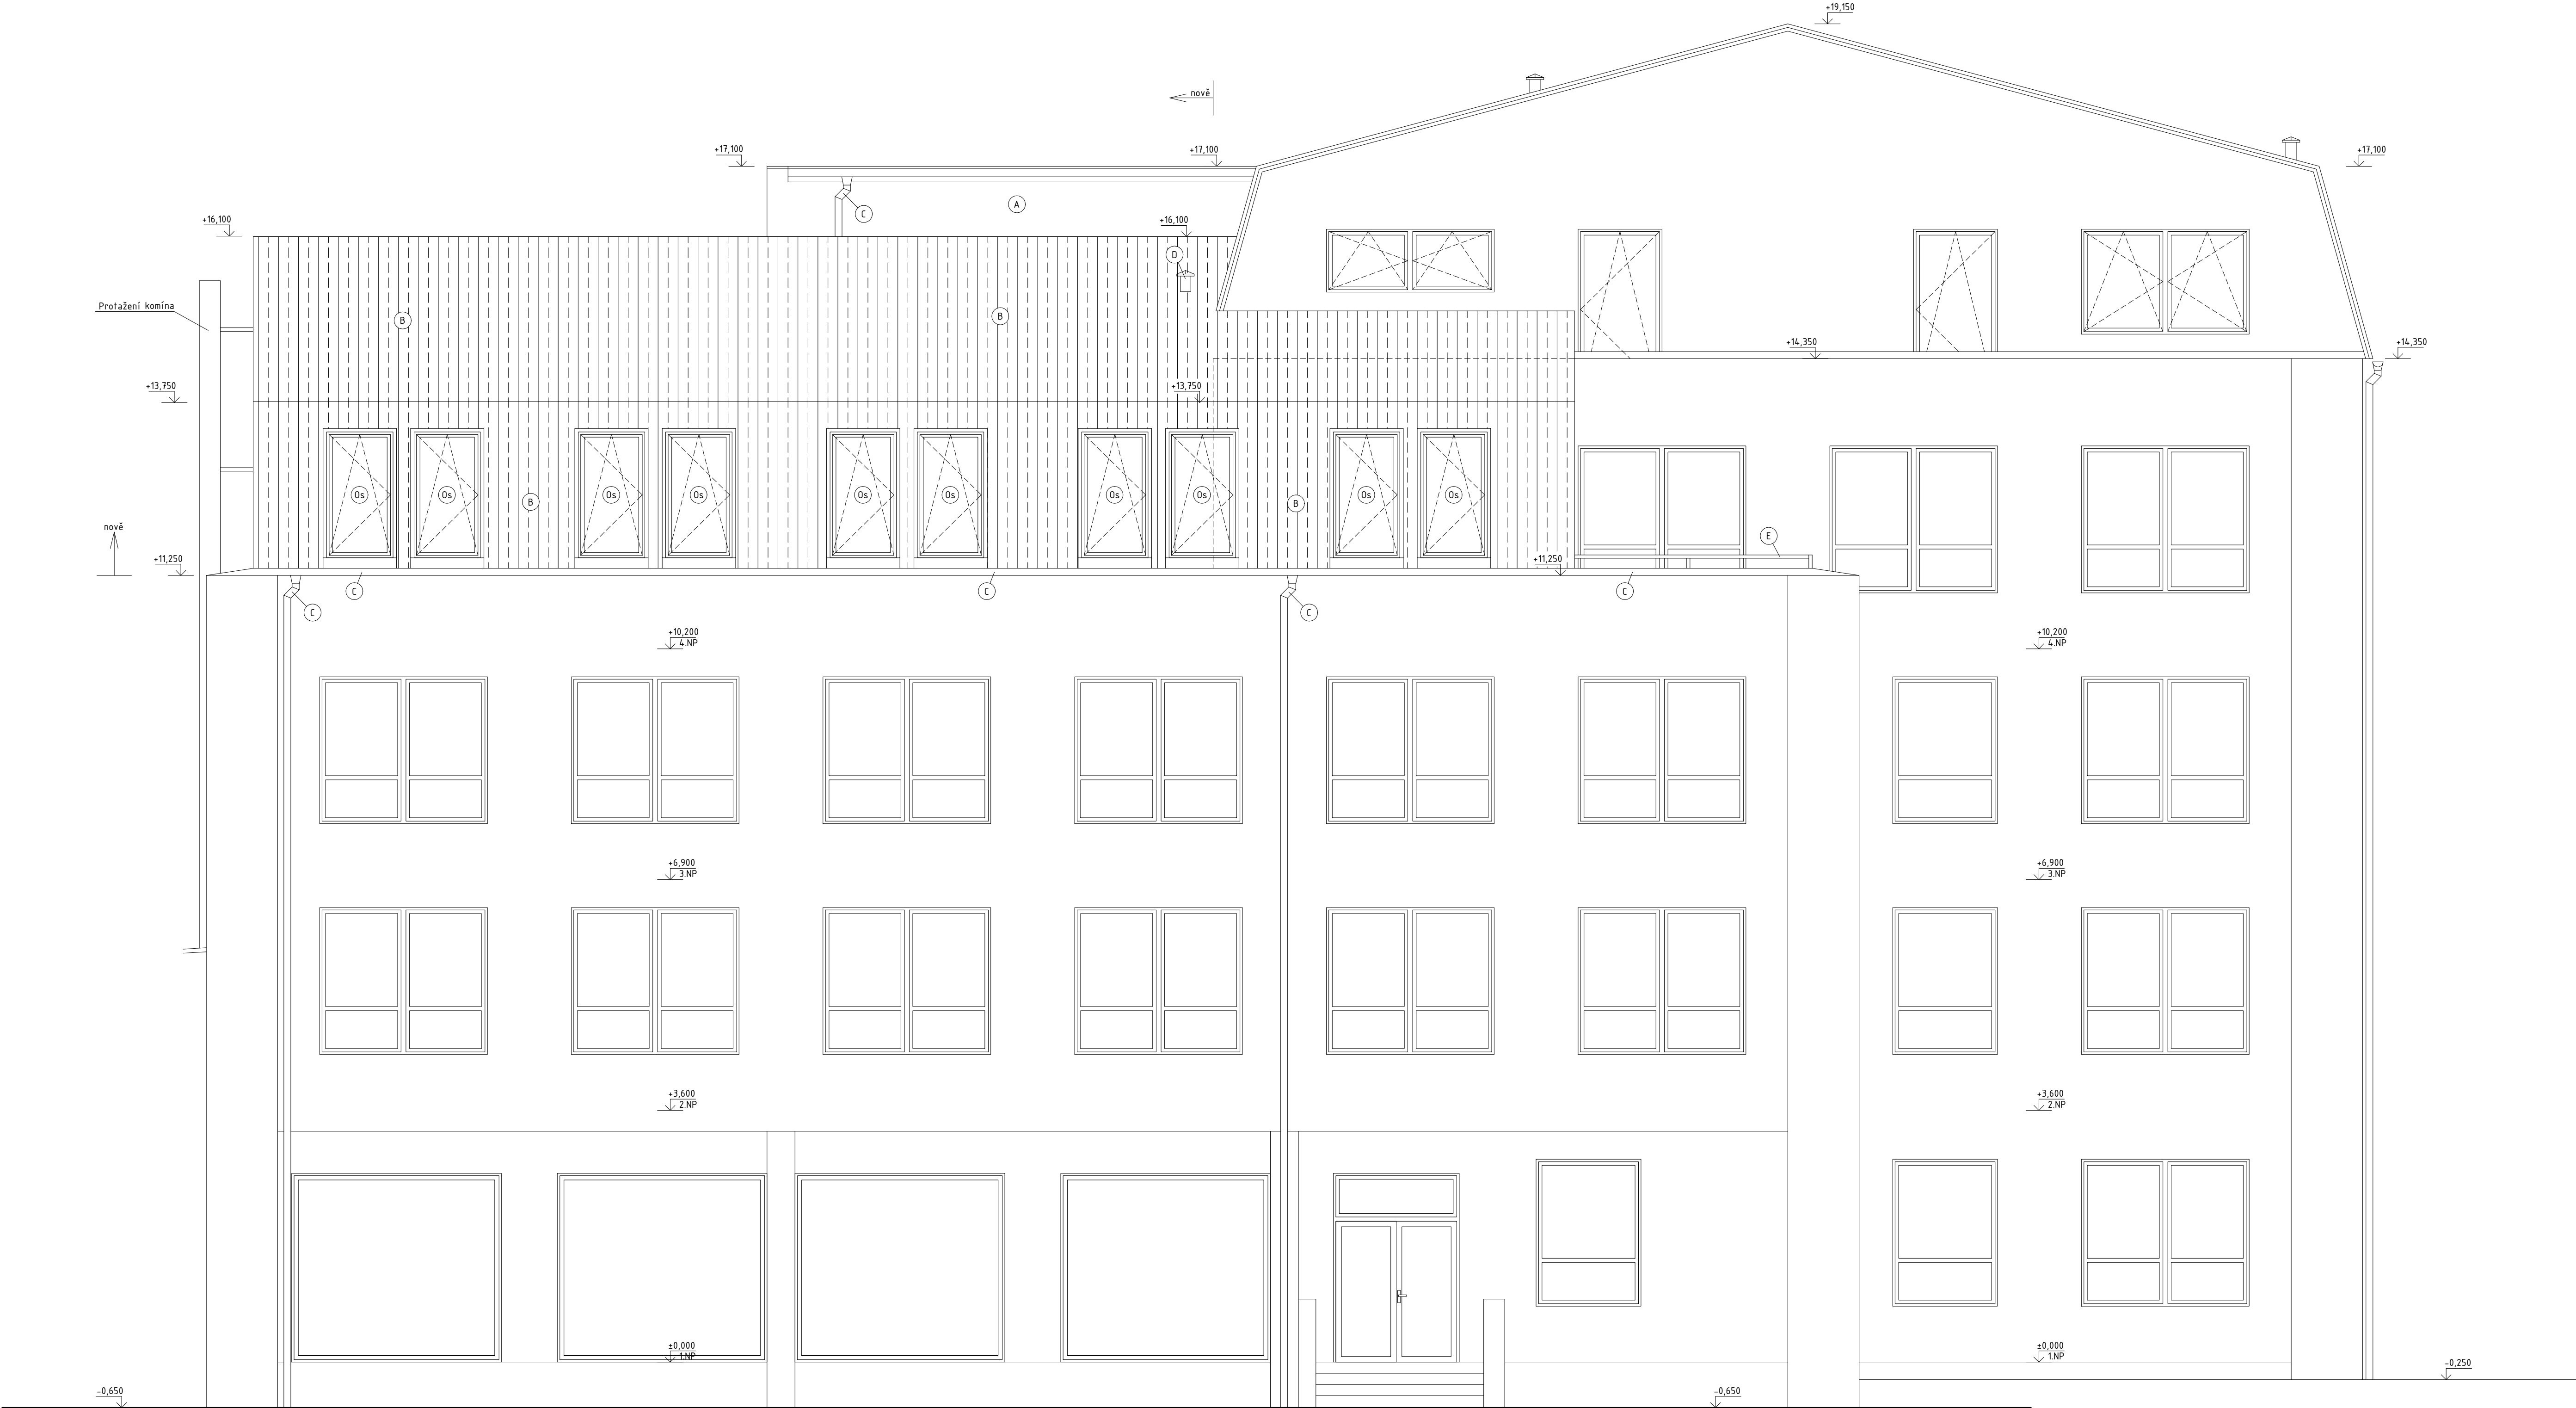 +19,150
nově
+17,100
+17,100
+17,100
C
A
+16,100
+16,100
D
Protažení komína
B
B
+14,350
+14,350
+13,750
+13,750
Os
Os
Os
Os
Os
Os
Os
Os
Os
Os
B
B
nově
E
+11,250
+11,250
C
C
C
C
C
+10,200
4.NP
+10,200
4.NP
+6,900
3.NP
+6,900
3.NP
+3,600
2.NP
+3,600
2.NP
±0,000
1.NP
±0,000
1.NP
-0,250
-0,650
-0,650